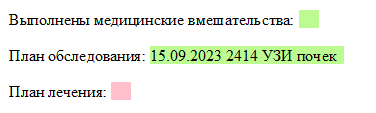 Выполнены медицинские вмешательства:
План обследования: 15.09.2023 2414 УЗИ почек
План лечения: